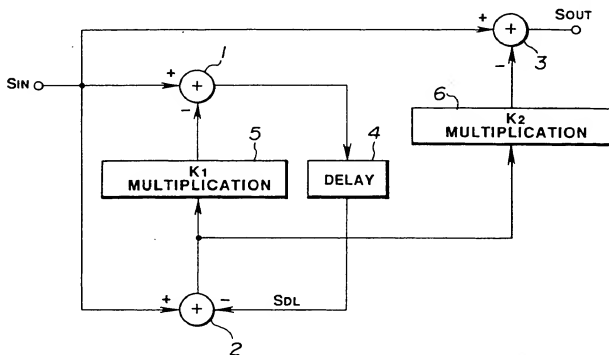 SOUT
+
+
1
3
SIN
+
+
-
-
6
K2
MULTIPLICATION
5
4
K1
MULTIPLICATION
DELAY
+
+
-
SDL
2